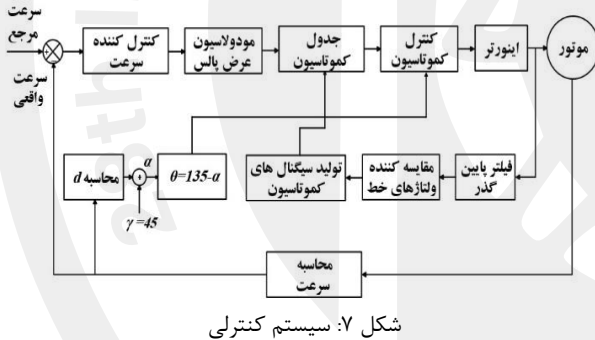 سرعت
مرجع
سرعت
واقعی
کنترل کننده
سرعت
مودولاسیون
عرض پالس
جدول
کموتاسیون
کنترل
کموتاسیون
اینورتر
موتور
محاسبه d
α
γ=45
θ=135-α
تولید سیگنال های
کموتاسیون
مقایسه کننده
ولتاژهای خط
فیلتر پایین
گذر
محاسبه
سرعت
شکل ۷: سیستم کنترلی